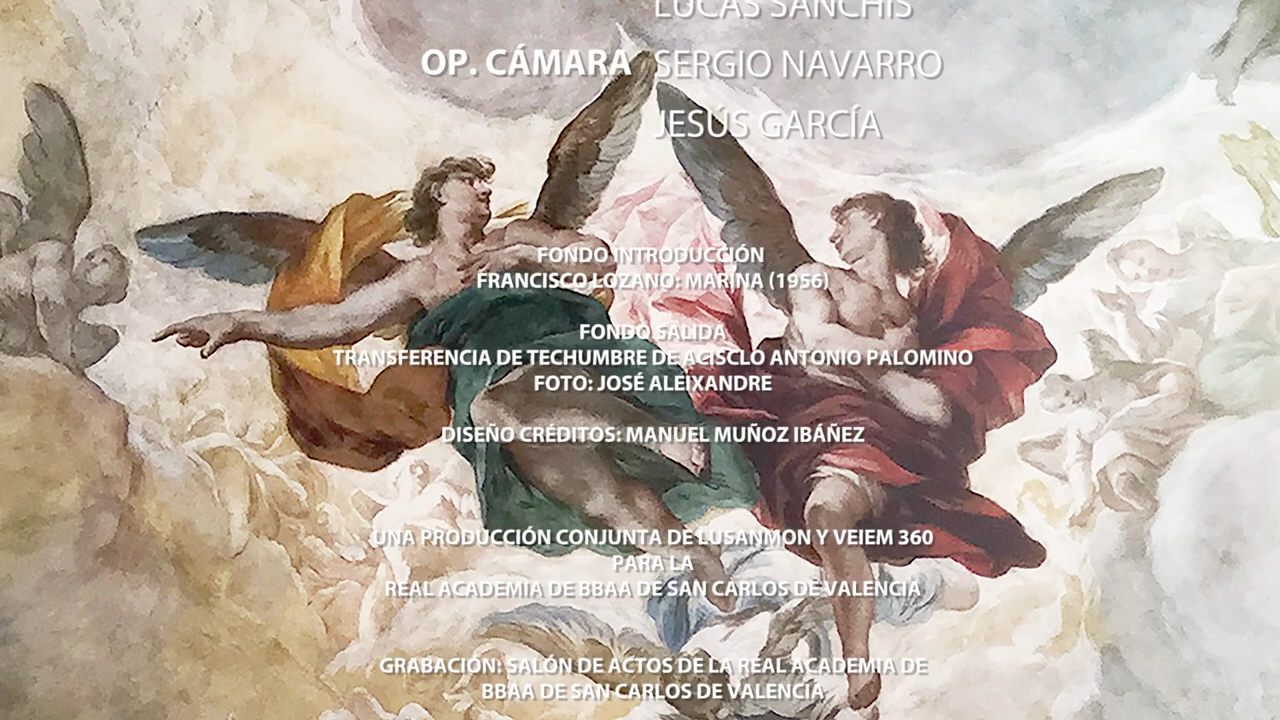 LUCAS SANCHIS
OP. CÁMARA SERGIO NAVARRO
JESÚS GARCÍA
FONDO INTRODUCCIÓN
FRANCISCO LOZANO: MARINA (1956)
FONDO SALIDA
TRANSFERENCIA DE TECHUMBRE DE ACISCLO ANTONIO PALOMINO
FOTO: JOSÉ ALEIXANDRE
DISEÑO CRÉDITOS: MANUEL MUÑOZ IBÁÑEZ
UNA PRODUCCIÓN CONJUNTA DE LUSANMON Y VEIEM 360
PARA LA
REAL ACADEMIA DE BBAA DE SAN CARLOS DE VALENCIA
GRABACIÓN: SALÓN DE ACTOS DE LA REAL ACADEMIA DE
BBAA DE SAN CARLOS DE VALENCIA